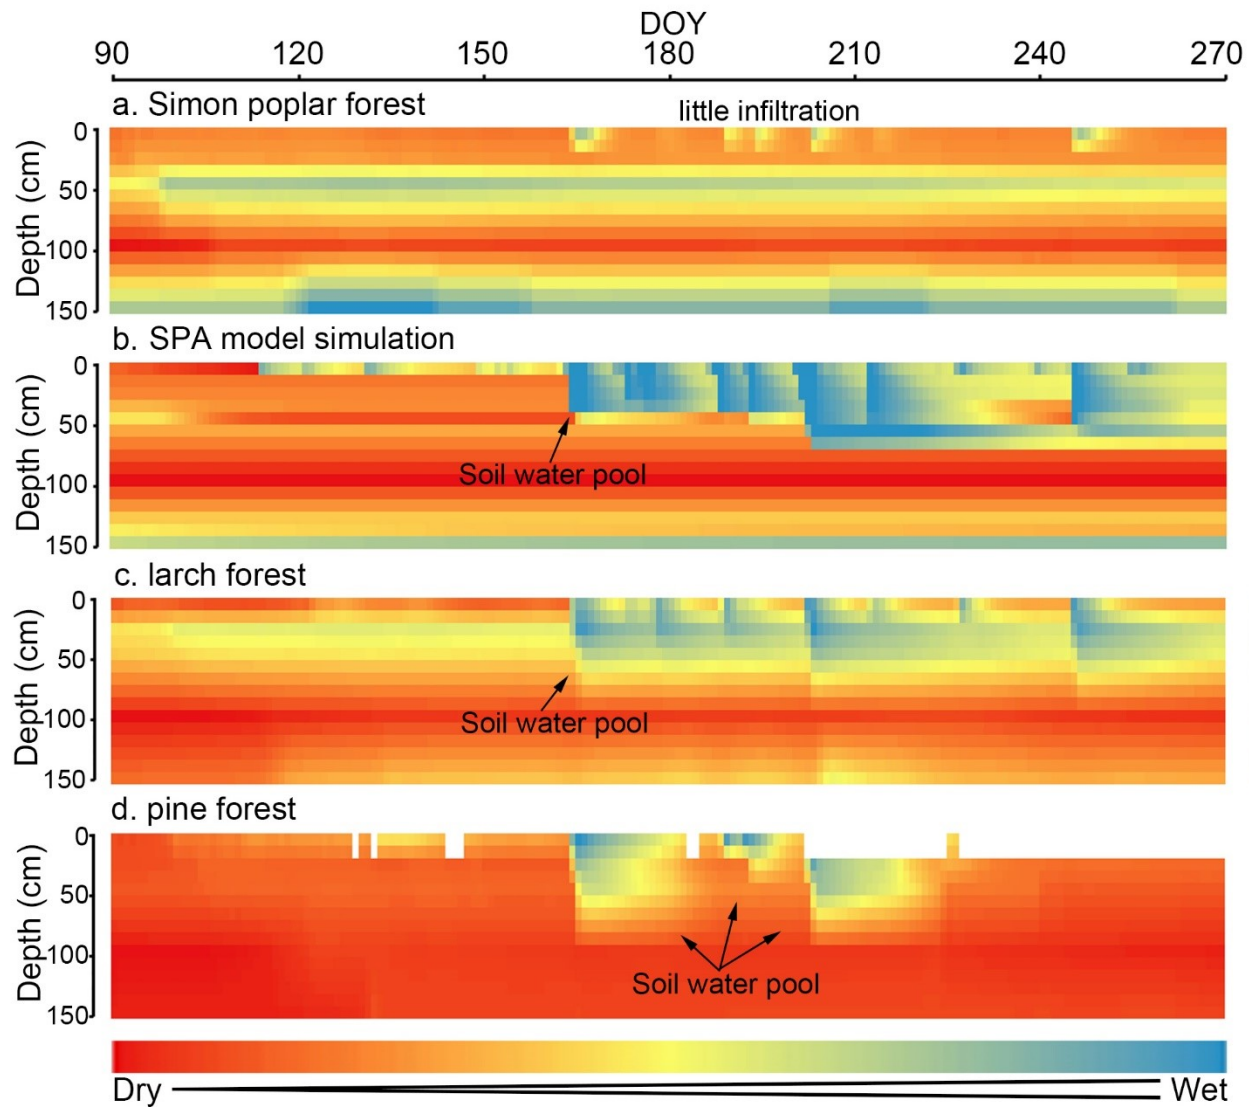 DOY
90 120 150 180 210 240 270
a. Simon poplar forest
little infiltration
Depth (cm)
0
50
100
150
b. SPA model simulation
Depth (cm)
0
50
100
150
Soil water pool
c. larch forest
Depth (cm)
0
50
100
150
Soil water pool
d. pine forest
Depth (cm)
0
50
100
150
Soil water pool
Dry Wet